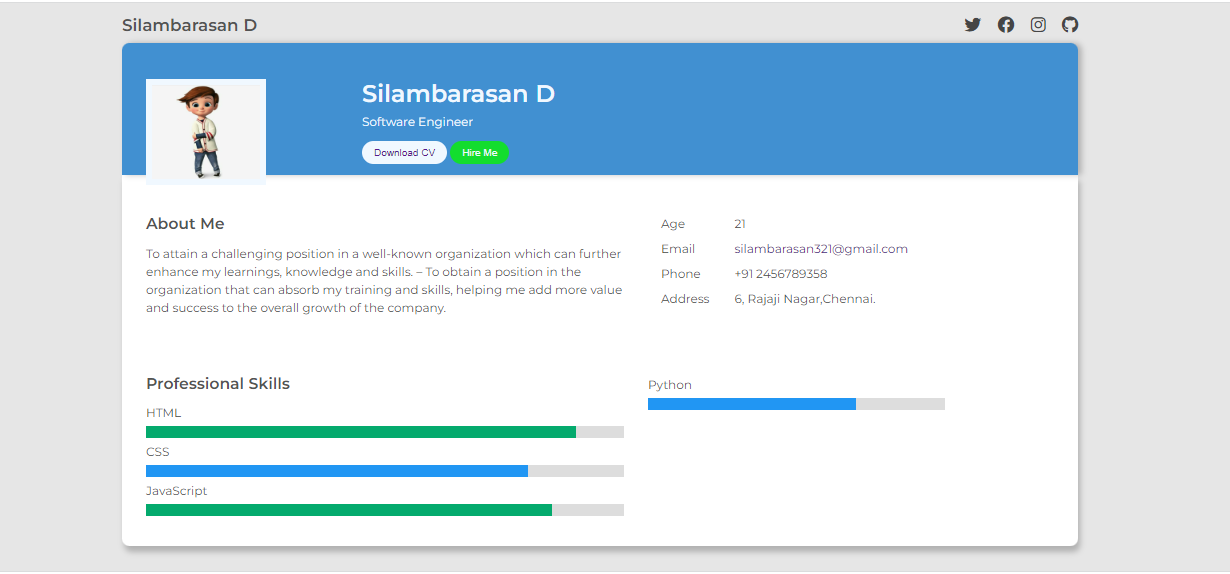 Silambarasan D
Silambarasan D
Software Engineer
Download CV
Hire Me
About Me
To attain a challenging position in a well-known organization which can further
enhance my learnings, knowledge and skills. – To obtain a position in the
organization that can absorb my training and skills, helping me add more value
and success to the overall growth of the company.
Age 21
Email silambarasan321@gmail.com
Phone +91 2456789358
Address 6, Rajaji Nagar,Chennai.
Professional Skills
HTML
CSS
JavaScript
Python